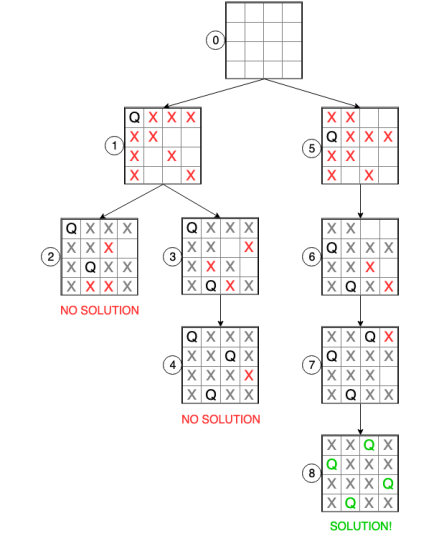 0
1
Q X X X
X X
X X
X X
5
X X
Q X X X
X X
X X
2
Q X X X
X X X
X Q X X
X X X X
NO SOLUTION
3
Q X X X
X X X
X X X
X Q X X
6
X X
Q X X X
X X X
X Q X X
4
Q X X X
X X Q X
X X X X
X Q X X
NO SOLUTION
7
X X Q X
Q X X X
X X X
X Q X X
8
X X Q X
Q X X X
X X X Q
X Q X X
SOLUTION!